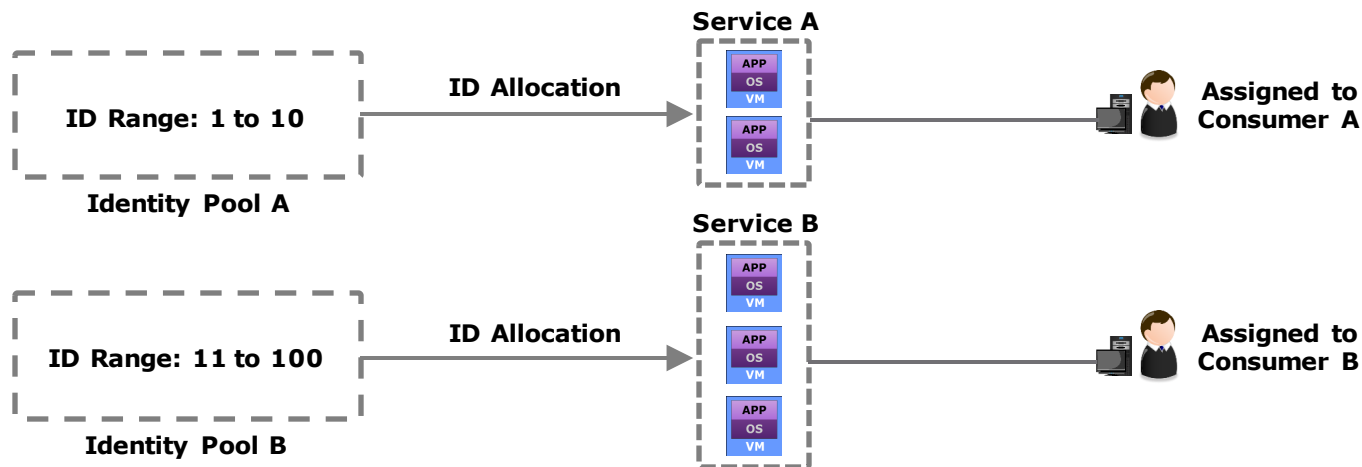 Service A
APP
OS
VM
APP
OS
VM
ID Range: 1 to 10
ID Allocation
Assigned to
Consumer A
Identity Pool A
Service B
APP
OS
VM
APP
OS
VM
APP
OS
VM
ID Range: 11 to 100
ID Allocation
Assigned to
Consumer B
Identity Pool B